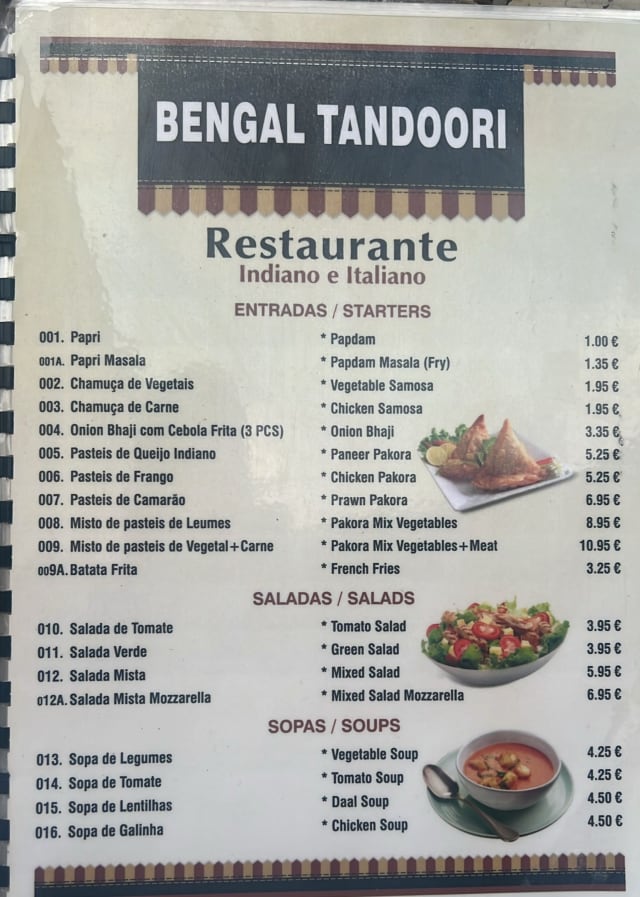 BENGAL TANDOORI
Restaurante
Indiano e Italiano
ENTRADAS / STARTERS
001. Papri * Papdam 1.00 €
001A. Papri Masala * Papdam Masala (Fry) 1.35 €
002. Chamuça de Vegetais * Vegetable Samosa 1.95 €
003. Chamuça de Carne * Chicken Samosa 1.95 €
004. Onion Bhaji com Cebola Frita (3 PCS) * Onion Bhaji 3.35 €
005. Pasteis de Queijo Indiano * Paneer Pakora 5.25 €
006. Pasteis de Frango * Chicken Pakora 5.25 €
007. Pasteis de Camarão * Prawn Pakora 6.95 €
008. Misto de pasteis de Leumes * Pakora Mix Vegetables 8.95 €
009. Misto de pasteis de Vegetal+Carne * Pakora Mix Vegetables+Meat 10.95 €
009A. Batata Frita * French Fries 3.25 €
SALADAS / SALADS
010. Salada de Tomate * Tomato Salad 3.95 €
011. Salada Verde * Green Salad 3.95 €
012. Salada Mista * Mixed Salad 5.95 €
012A. Salada Mista Mozzarella * Mixed Salad Mozzarella 6.95 €
SOPAS / SOUPS
013. Sopa de Legumes * Vegetable Soup 4.25 €
014. Sopa de Tomate * Tomato Soup 4.25 €
015. Sopa de Lentilhas * Daal Soup 4.50 €
016. Sopa de Galinha * Chicken Soup 4.50 €